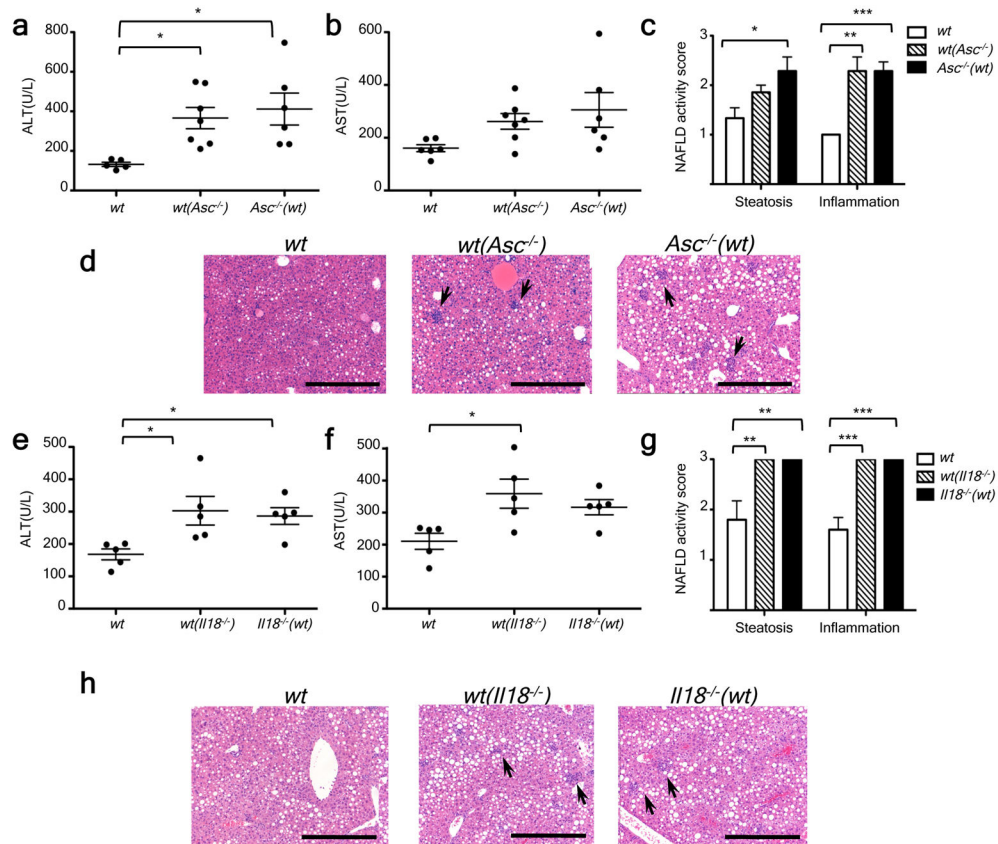 a
*
*
800
600
400
200
0
ALT(U/L)
wt
wt(Asc-/-)
Asc-/-(wt)
b
600
400
200
0
AST(U/L)
wt
wt(Asc-/-)
Asc-/-(wt)
c
*
**
***
3
2
1
NAFLD activity score
Steatosis
Inflammation
wt
wt(Asc-/-)
Asc-/-(wt)
d
wt
wt(Asc-/-)
Asc-/-(wt)
e
*
*
500
400
300
200
100
0
ALT(U/L)
wt
wt(Il18-/-)
Il18-/-(wt)
f
*
500
400
300
200
100
0
AST(U/L)
wt
wt(Il18-/-)
Il18-/-(wt)
g
**
**
***
***
3
2
1
NAFLD activity score
Steatosis
Inflammation
wt
wt(Il18-/-)
Il18-/-(wt)
h
wt
wt(Il18-/-)
Il18-/-(wt)